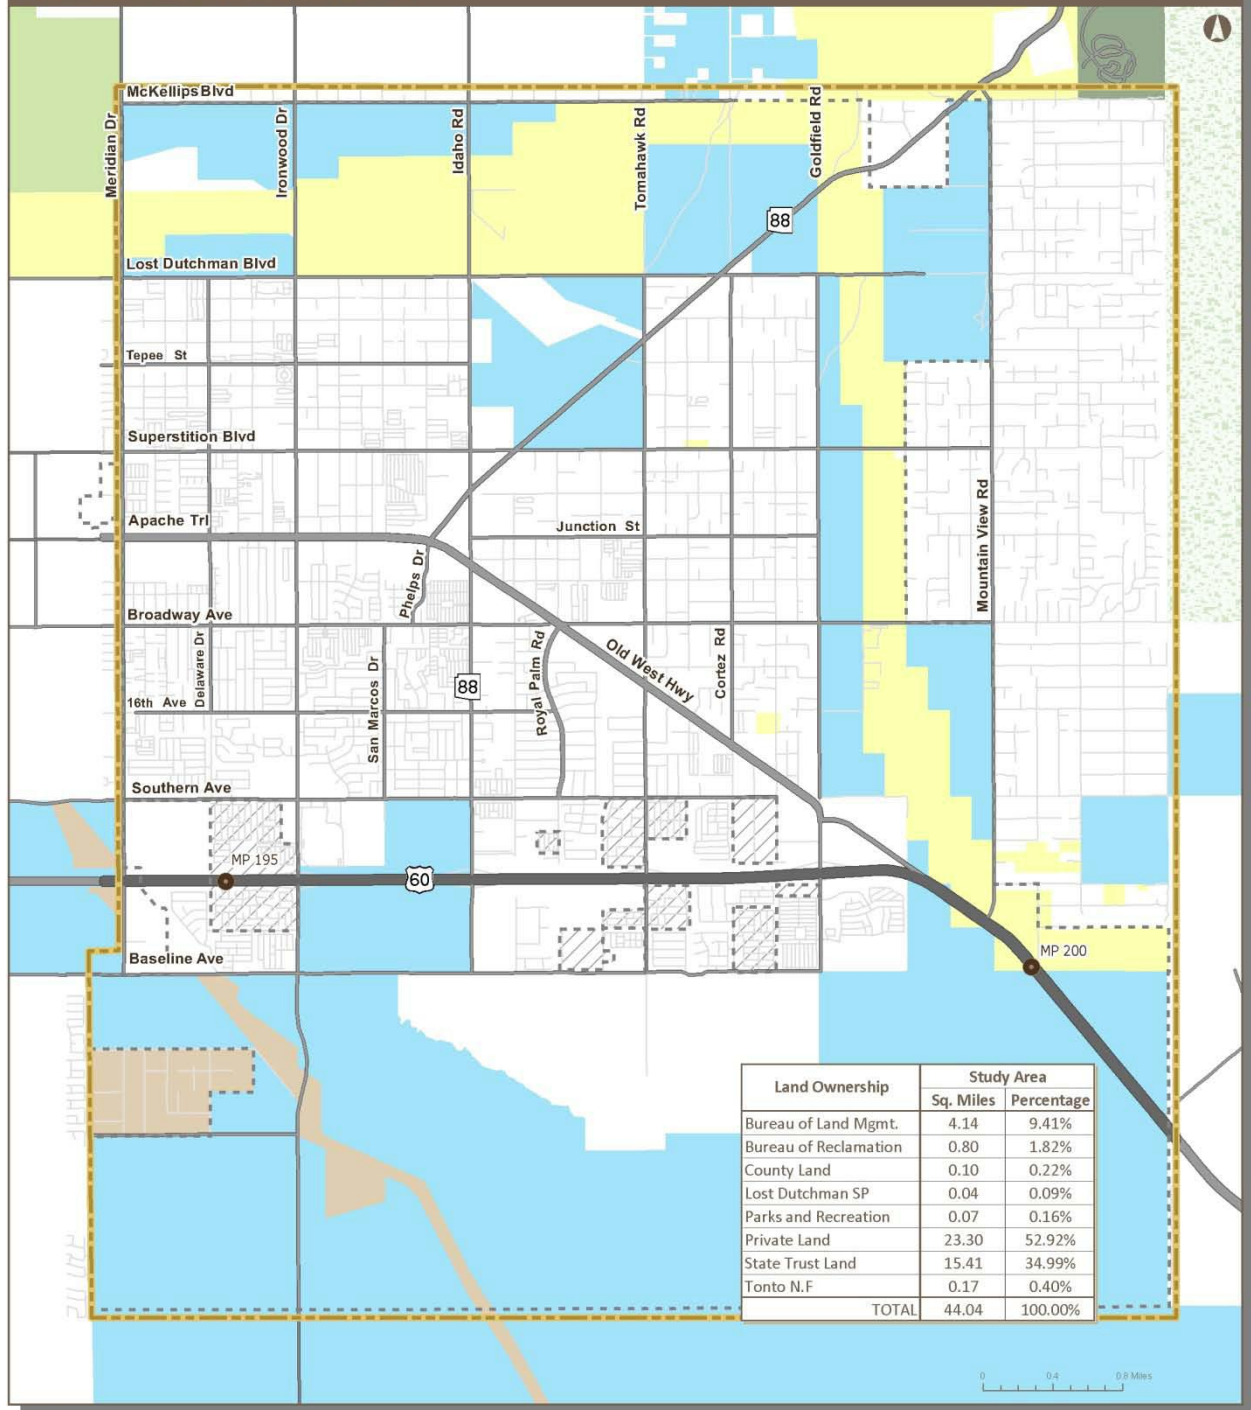 McKellips Blvd
Meridian Dr
Ironwood Dr
Idaho Rd
Tomahawk Rd
Goldfield Rd
88
Lost Dutchman Blvd
Tepee St
Superstition Blvd
Apache Trl
Junction St
Phelps Dr
Mountain View Rd
Broadway Ave
Delaware Dr
San Marcos Dr
88
Royal Palm Rd
Old West Hwy
Cortez Rd
16th Ave
Southern Ave
MP 195
60
Baseline Ave
MP 200
Land Ownership Study Area
Sq. Miles Percentage
Bureau of Land Mgmt. 4.14 9.41%
Bureau of Reclamation 0.80 1.82%
County Land 0.10 0.22%
Lost Dutchman SP 0.04 0.09%
Parks and Recreation 0.07 0.16%
Private Land 23.30 52.92%
State Trust Land 15.41 34.99%
Tonto N.F 0.17 0.40%
TOTAL 44.04 100.00%
0 0.4 0.8 Miles